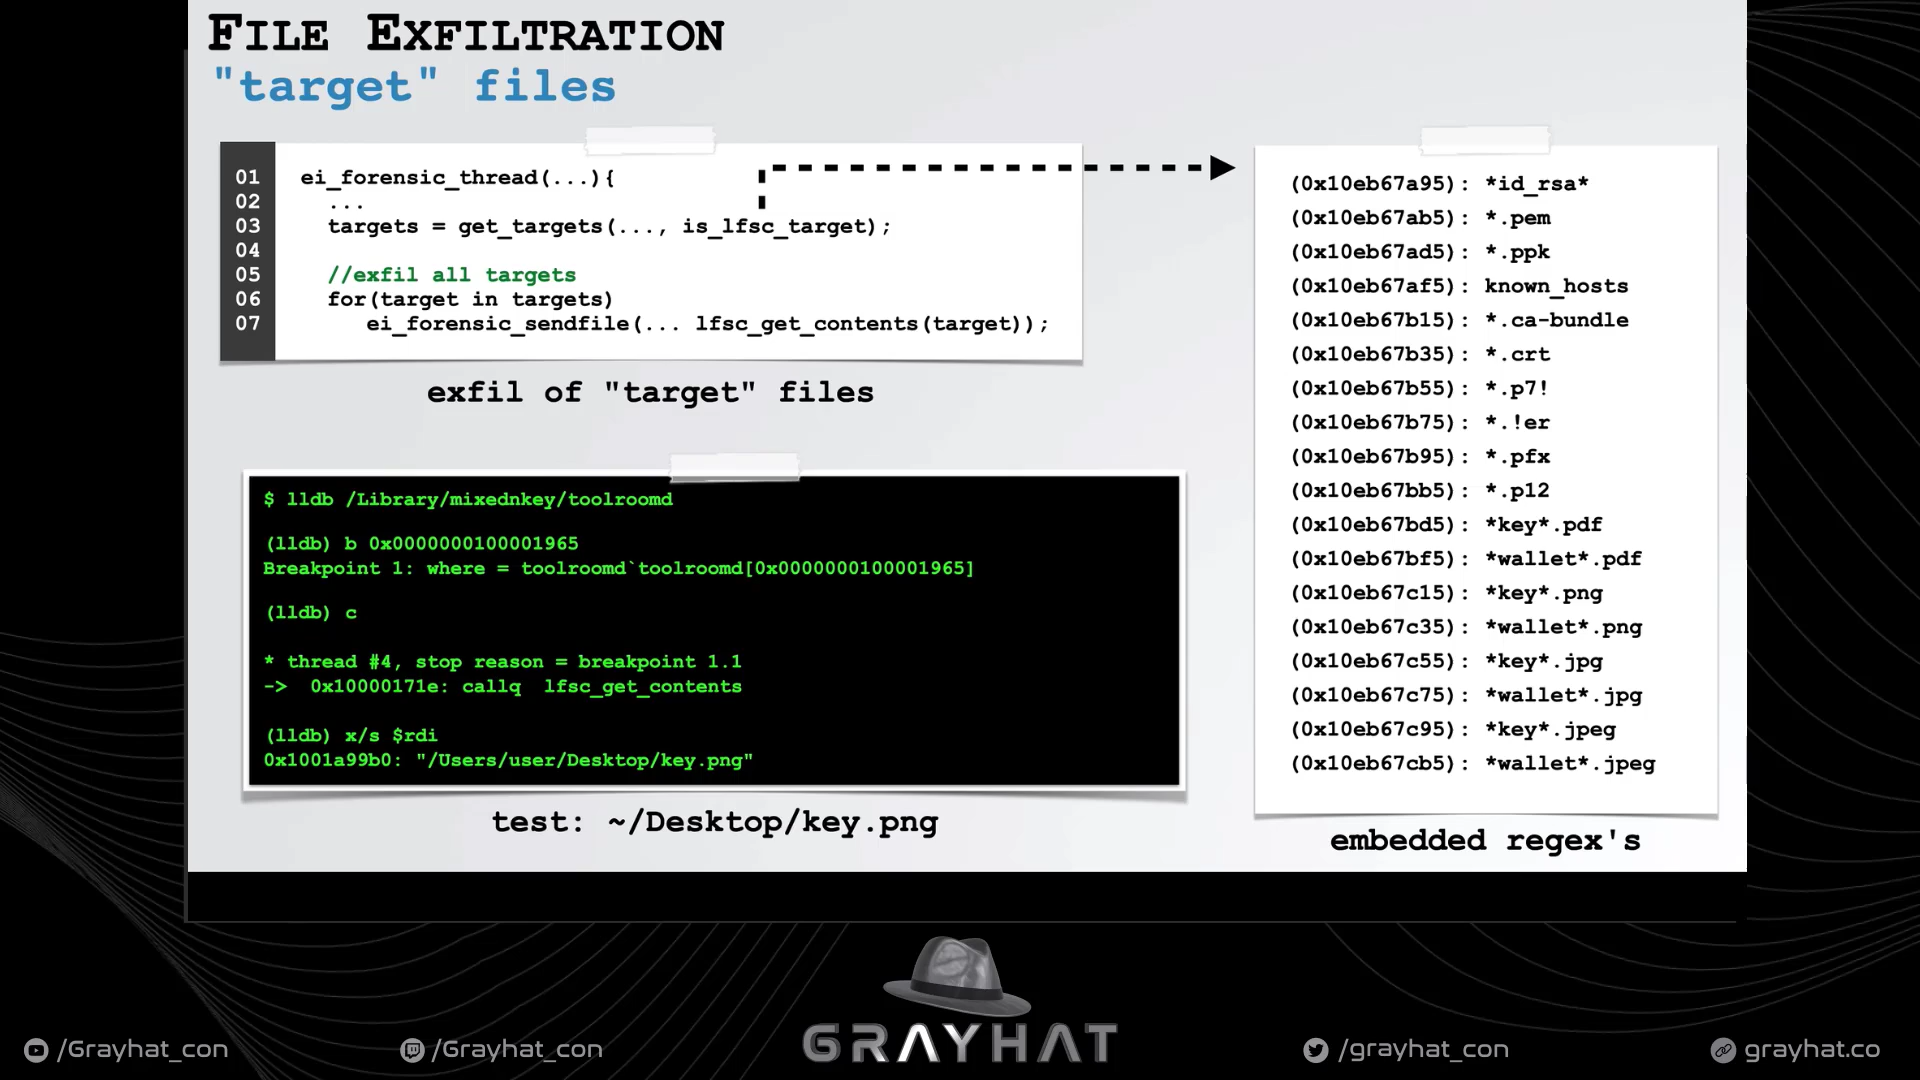 FILE EXFILTRATION
"target" files
01 ei_forensic_thread(...){
02 ...
03 targets = get_targets(..., is_lfsc_target);
04
05 //exfil all targets
06 for(target in targets)
07 ei_forensic_sendfile(... lfsc_get_contents(target));
exfil of "target" files
$ lldb /Library/mixednkey/toolroomd
(lldb) b 0x0000000100001965
Breakpoint 1: where = toolroomd`toolroomd[0x0000000100001965]
(lldb) c
* thread #4, stop reason = breakpoint 1.1
-> 0x10000171e: callq lfsc_get_contents
(lldb) x/s $rdi
0x1001a99b0: "/Users/user/Desktop/key.png"
test: ~/Desktop/key.png
(0x10eb67a95): *id_rsa*
(0x10eb67ab5): *.pem
(0x10eb67ad5): *.ppk
(0x10eb67af5): known_hosts
(0x10eb67b15): *.ca-bundle
(0x10eb67b35): *.crt
(0x10eb67b55): *.p7!
(0x10eb67b75): *.!er
(0x10eb67b95): *.pfx
(0x10eb67bb5): *.p12
(0x10eb67bd5): *key*.pdf
(0x10eb67bf5): *wallet*.pdf
(0x10eb67c15): *key*.png
(0x10eb67c35): *wallet*.png
(0x10eb67c55): *key*.jpg
(0x10eb67c75): *wallet*.jpg
(0x10eb67c95): *key*.jpeg
(0x10eb67cb5): *wallet*.jpeg
embedded regex's
GRAYHAT
/Grayhat_con
/Grayhat_con
/grayhat_con
grayhat.co